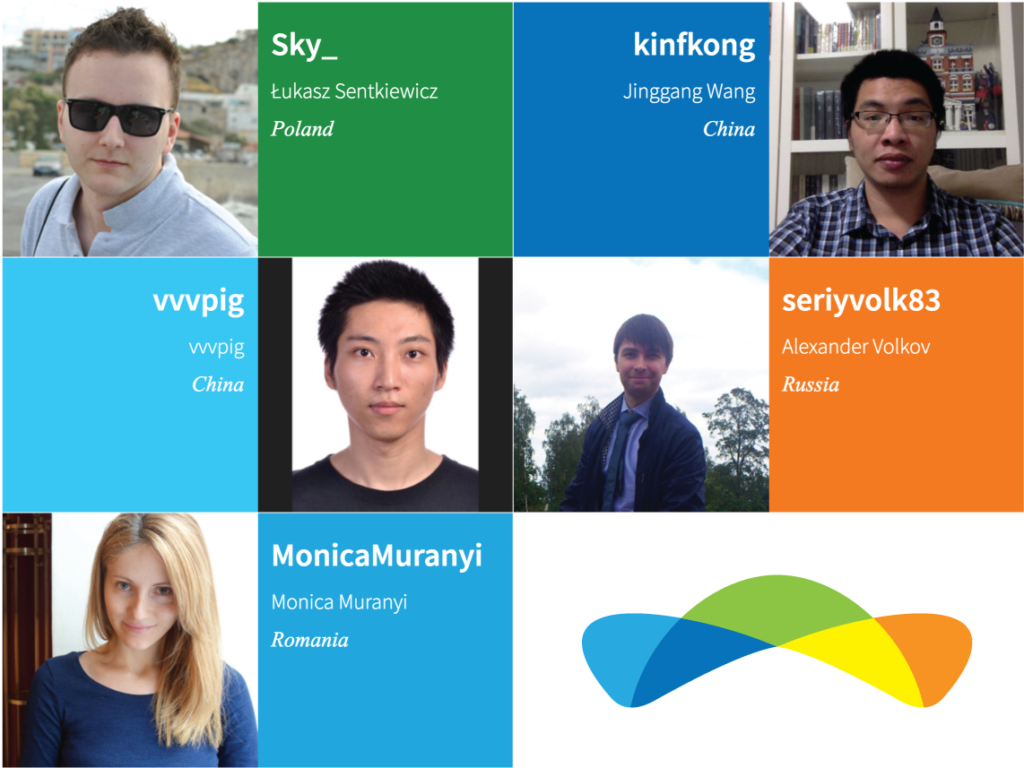 Sky_
Łukasz Sentkiewicz
Poland
kinfkong
Jinggang Wang
China
vvvpig
vvvpig
China
seriyvolk83
Alexander Volkov
Russia
MonicaMuranyi
Monica Muranyi
Romania